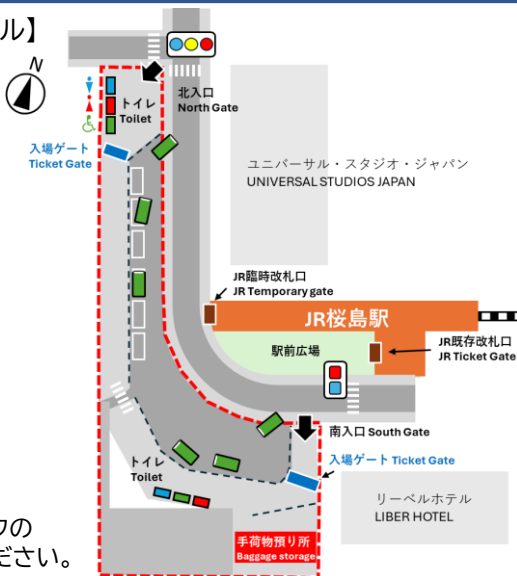 ル】
N
北入口
North Gate
トイレ
Toilet
入場ゲート
Ticket Gate
ユニバーサル・スタジオ・ジャパン
UNIVERSAL STUDIOS JAPAN
JR臨時改札口
JR Temporary gate
JR桜島駅
駅前広場
JR既存改札口
JR Ticket Gate
南入口 South Gate
入場ゲート Ticket Gate
トイレ
Toilet
リーベルホテル
LIBER HOTEL
手荷物預り所
Baggage storage
の
ださい。